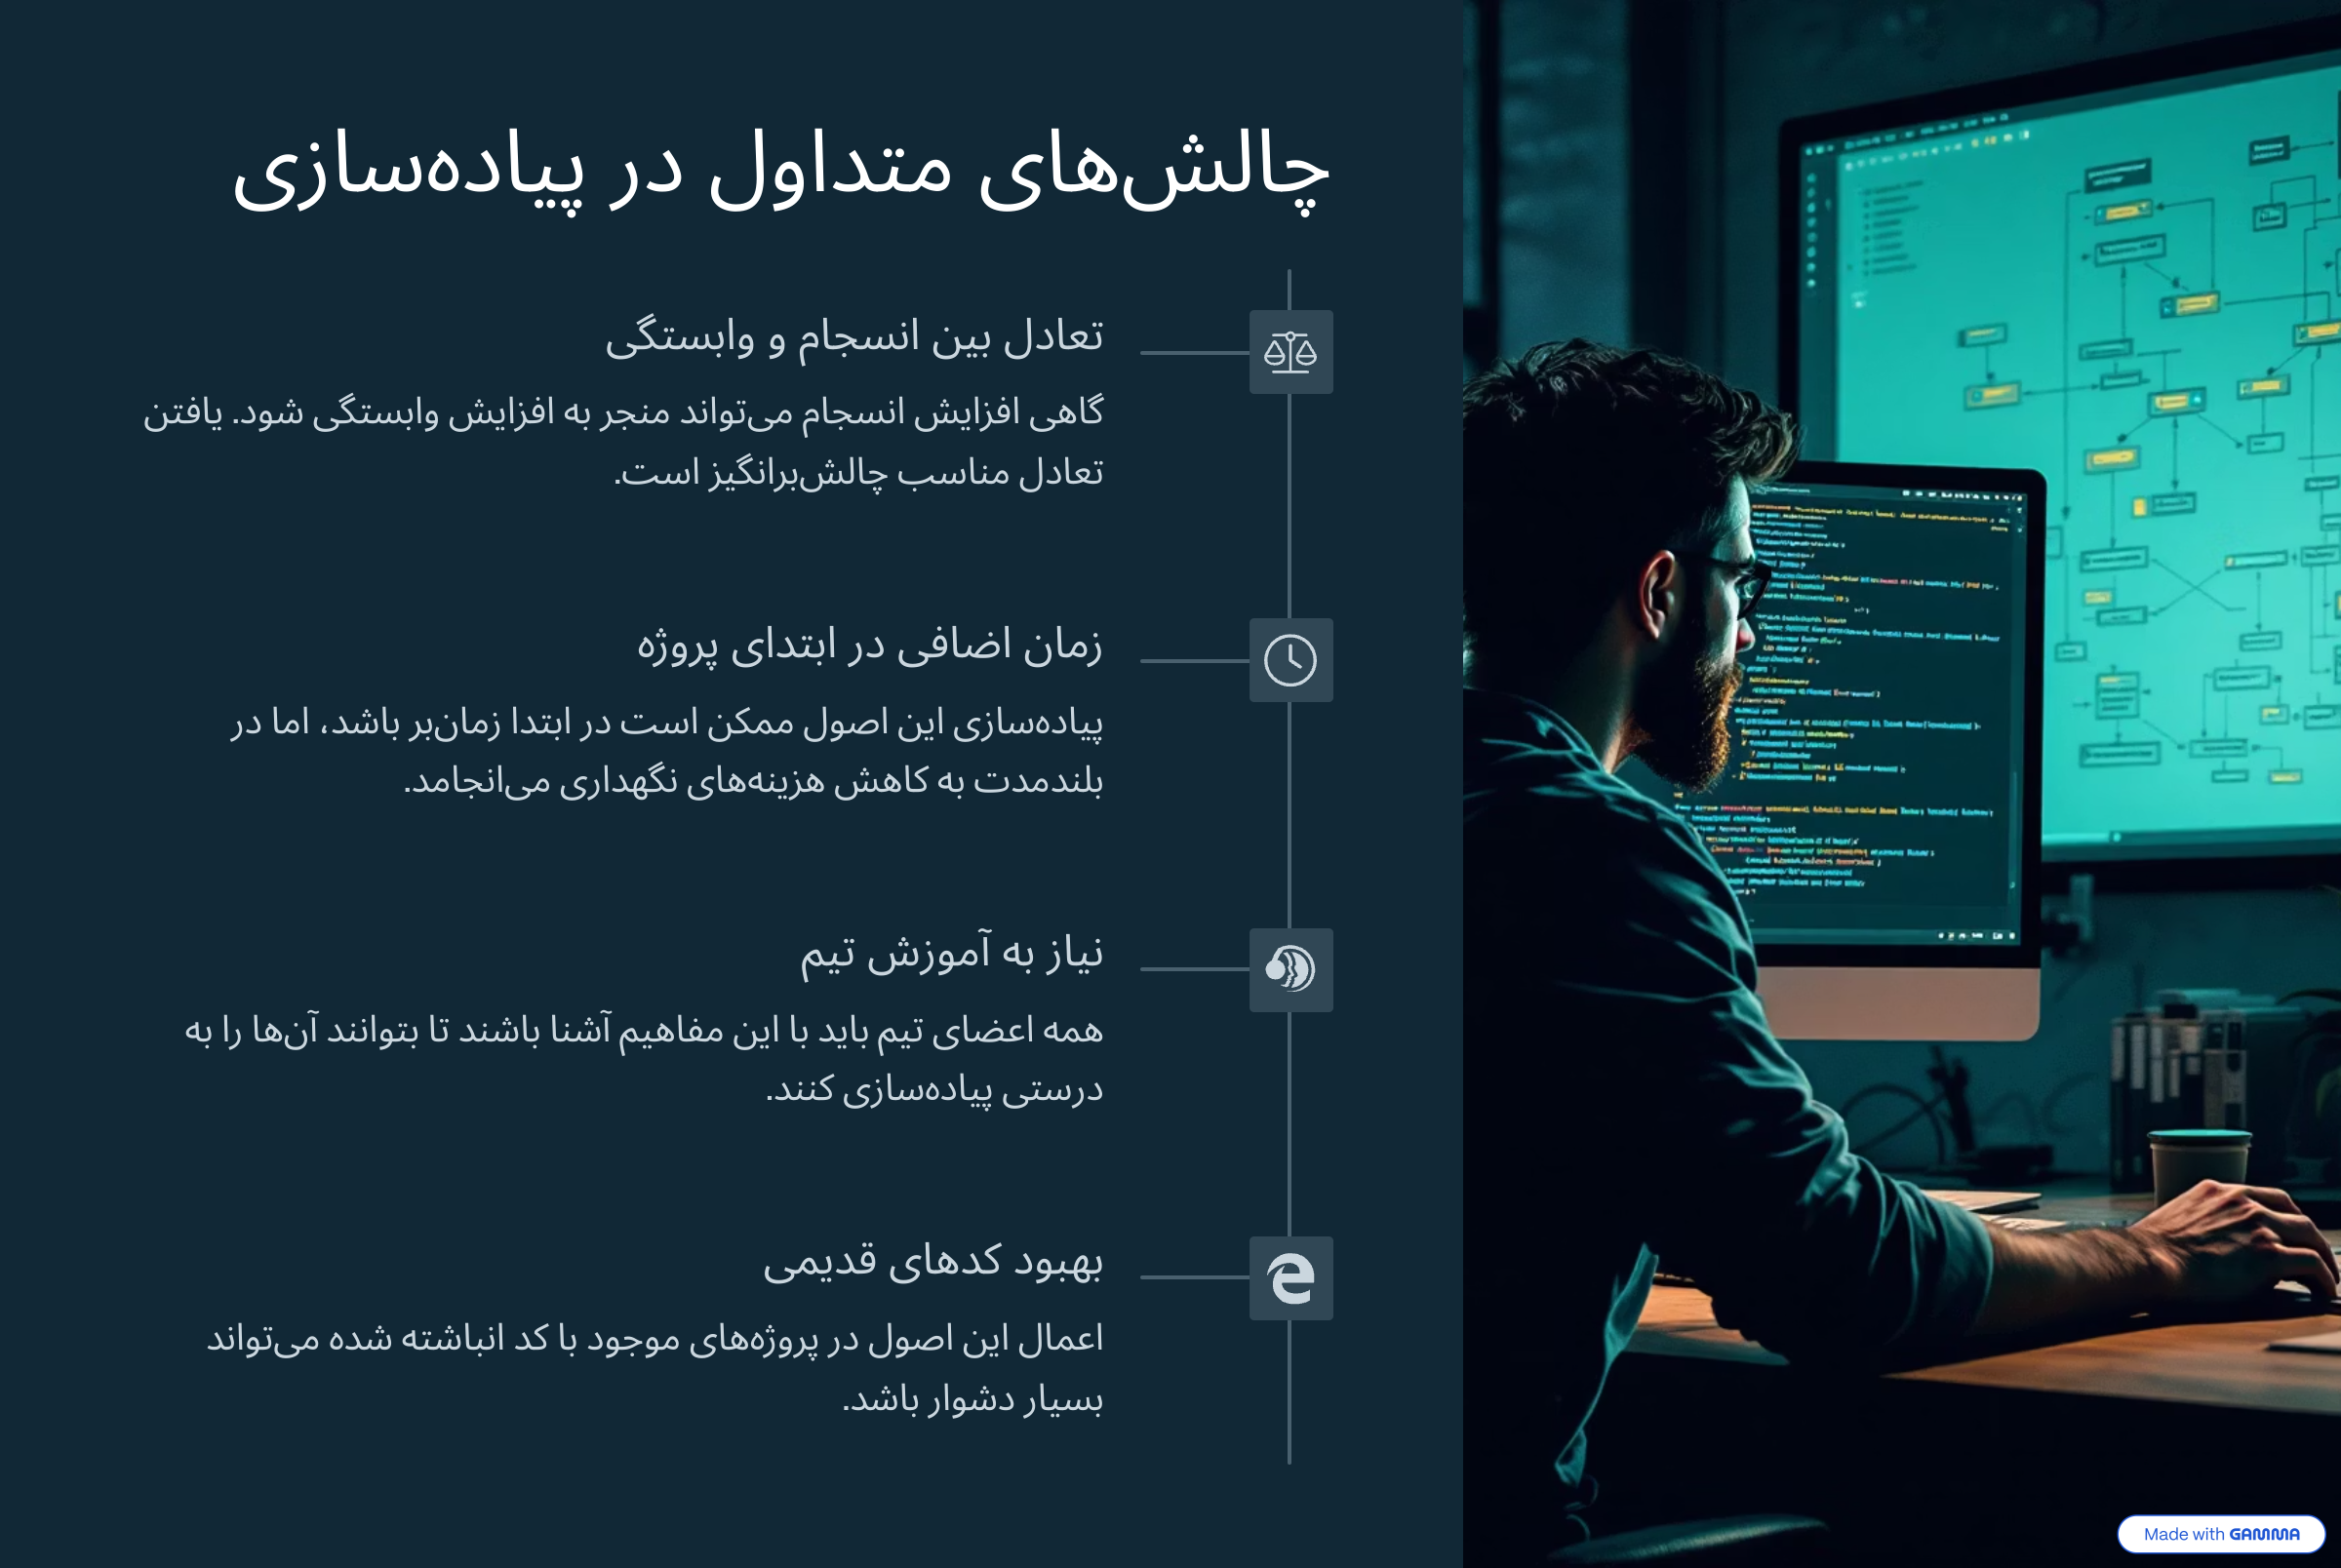 چالش‌های متداول در پیاده‌سازی
تعادل بین انسجام و وابستگی
گاهی افزایش انسجام می‌تواند منجر به افزایش وابستگی شود. یافتن
تعادل مناسب چالش‌برانگیز است.
زمان اضافی در ابتدای پروژه
پیاده‌سازی این اصول ممکن است در ابتدا زمان‌بر باشد، اما در
بلندمدت به کاهش هزینه‌های نگهداری می‌انجامد.
نیاز به آموزش تیم
همه اعضای تیم باید با این مفاهیم آشنا باشند تا بتوانند آن‌ها را به
درستی پیاده‌سازی کنند.
بهبود کدهای قدیمی
اعمال این اصول در پروژه‌های موجود با کد انباشته شده می‌تواند
بسیار دشوار باشد.
Made with GAMMA